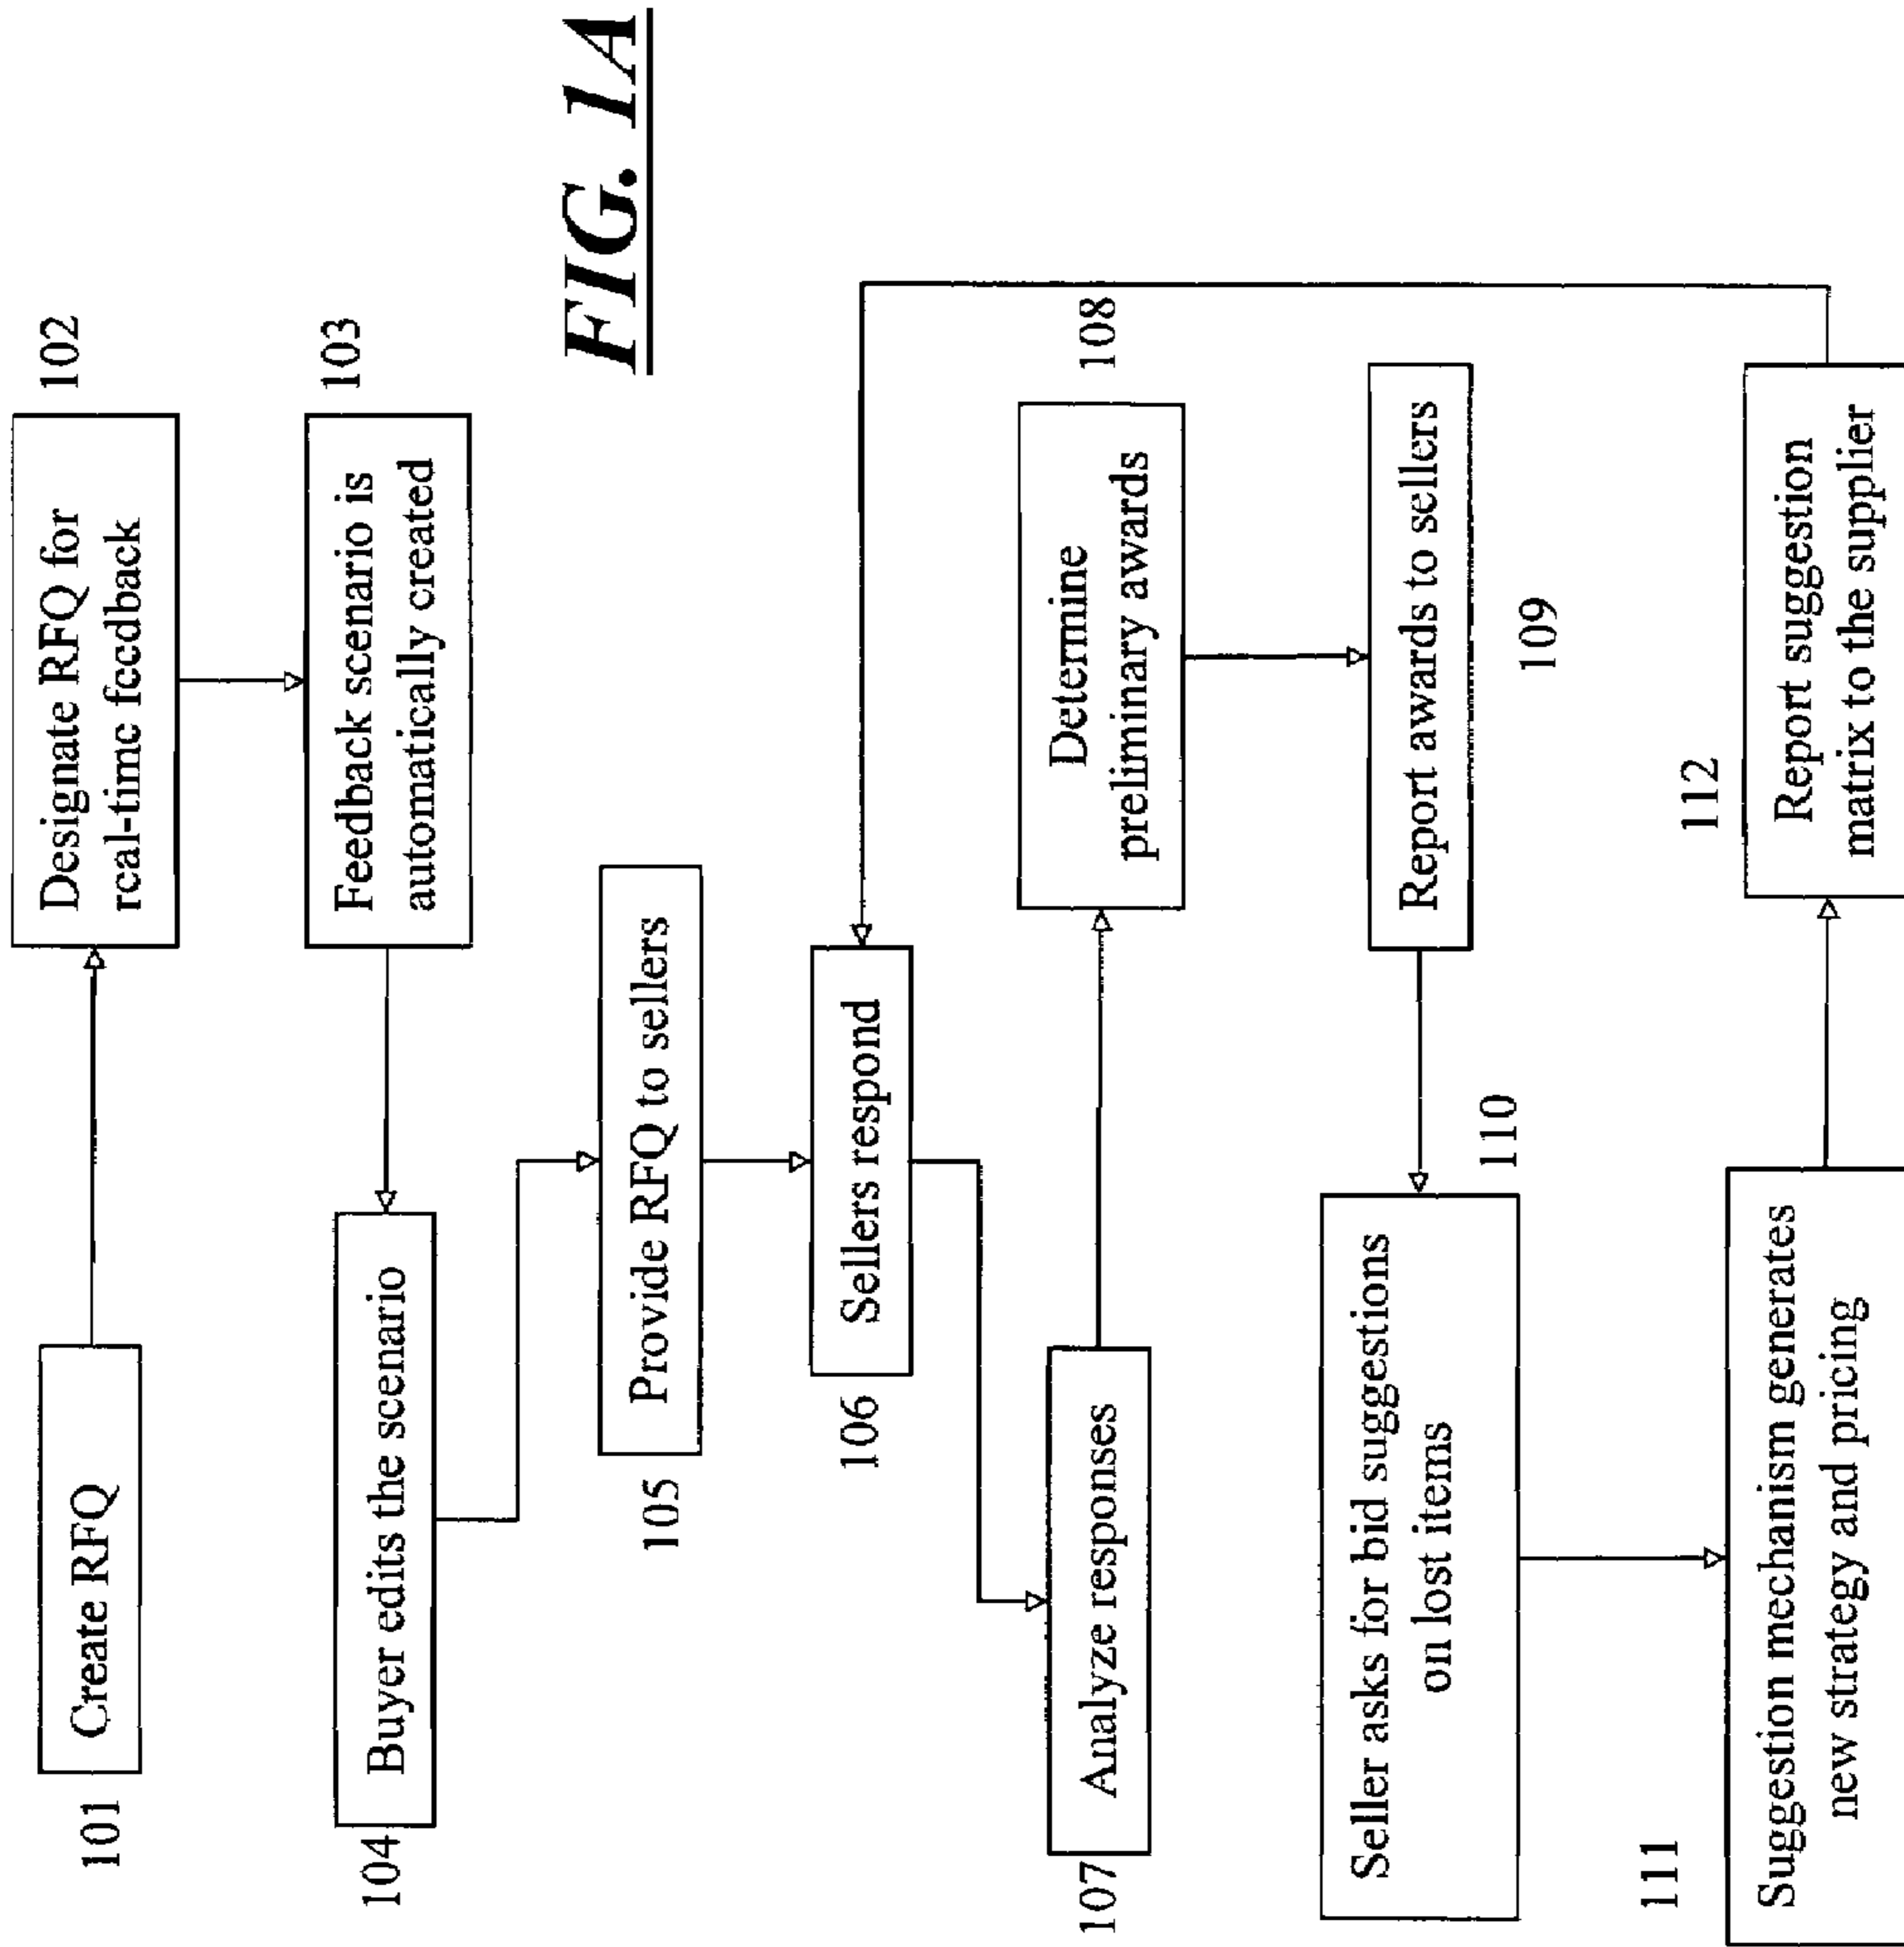 FIG. 1A
101
Create RFQ
102
Designate RFQ for
real-time feedback
103
Feedback scenario is
automatically created
104
Buyer edits the scenario
105
Provide RFQ to sellers
106
Sellers respond
107
Analyze responses
108
Determine
preliminary awards
Report awards to sellers
109
110
Seller asks for bid suggestions
on lost items
111
Suggestion mechanism generates
new strategy and pricing
112
Report suggestion
matrix to the supplier